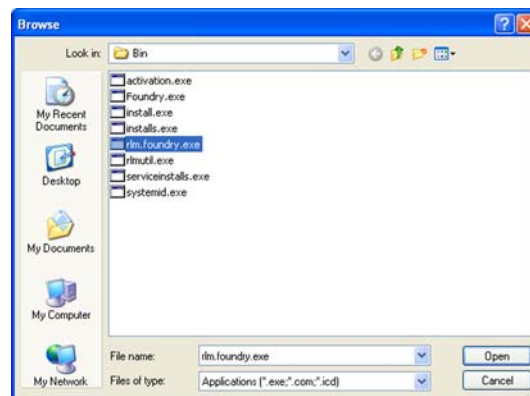 Browse
Look in: Bin
My Recent Documents
Desktop
My Documents
My Computer
My Network
activation.exe
Foundry.exe
install.exe
installs.exe
rlm.foundry.exe
rlmutil.exe
serviceinstalls.exe
systemid.exe
File name: rlm.foundry.exe
Open
Files of type: Applications (*.exe;*.com;*.icd)
Cancel